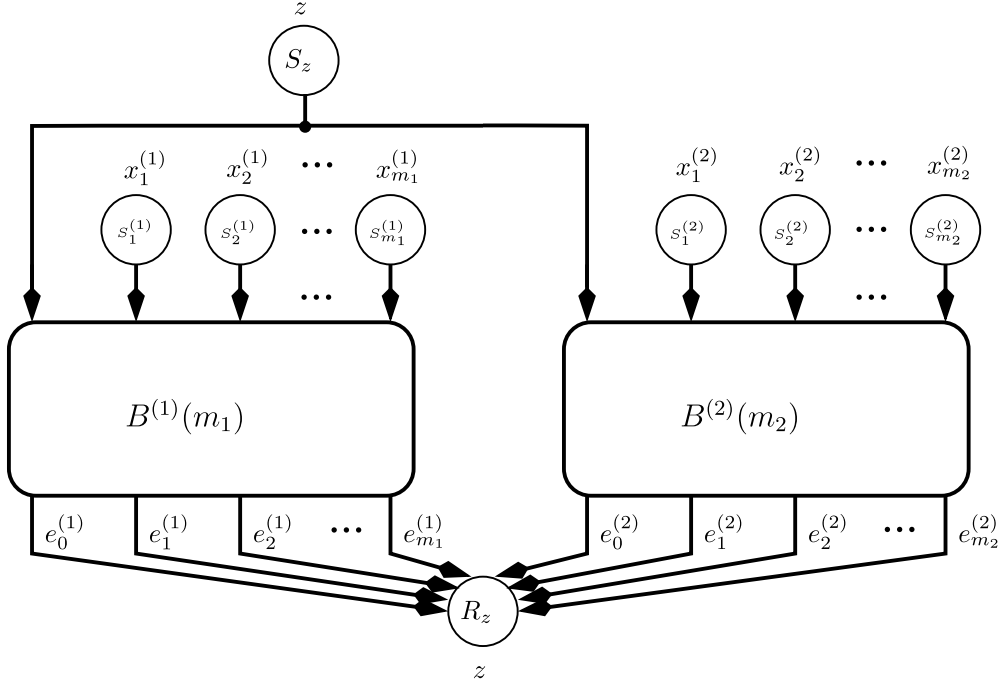 z
S_z
x_1^{(1)} x_2^{(1)} ··· x_{m_1}^{(1)} x_1^{(2)} x_2^{(2)} ··· x_{m_2}^{(2)}
S_1^{(1)} S_2^{(1)} ··· S_{m_1}^{(1)} S_1^{(2)} S_2^{(2)} ··· S_{m_2}^{(2)}
··· ···
B^{(1)}(m_1) B^{(2)}(m_2)
e_0^{(1)} e_1^{(1)} e_2^{(1)} ··· e_{m_1}^{(1)} e_0^{(2)} e_1^{(2)} e_2^{(2)} ··· e_{m_2}^{(2)}
R_z
z